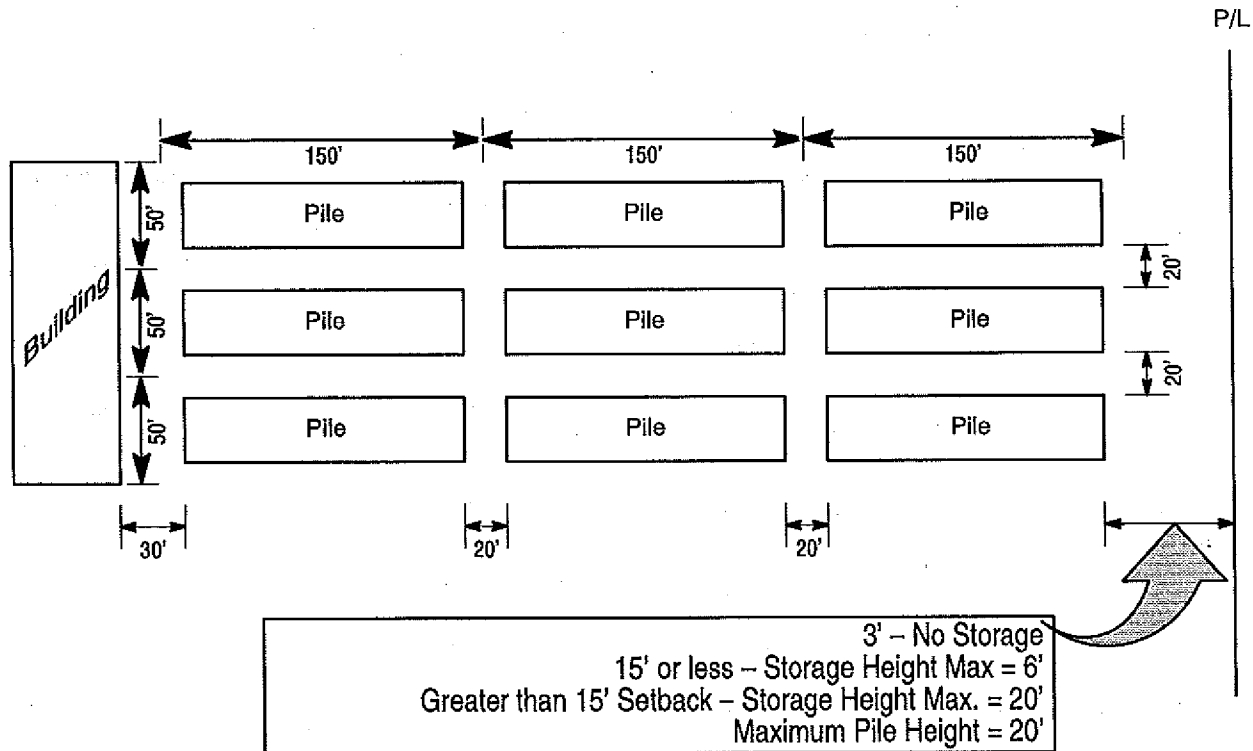 P/L
150' 150' 150'
Building
50'
Pile Pile Pile
20'
50'
Pile Pile Pile
20'
50'
Pile Pile Pile
30' 20' 20'
3' – No Storage
15' or less – Storage Height Max = 6'
Greater than 15' Setback – Storage Height Max. = 20'
Maximum Pile Height = 20'